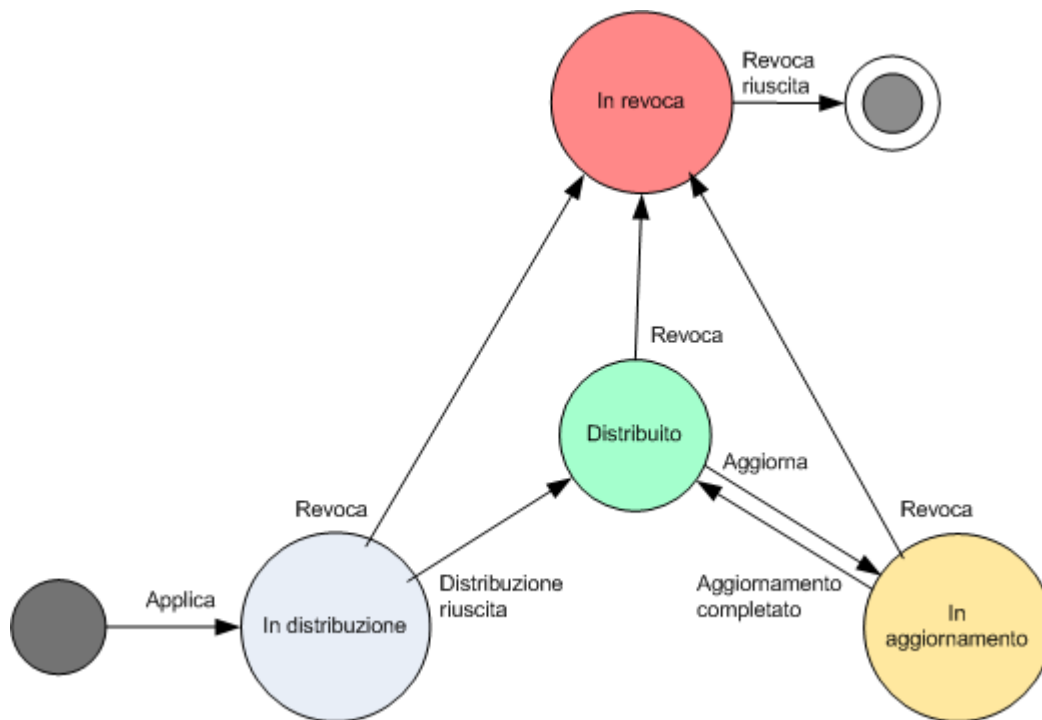 In revoca
Revoca
riuscita
Revoca
Distribuito
Aggiorna
Revoca
Revoca
Applica
In distribuzione
Distribuzione
riuscita
Aggiornamento
completato
In
aggiornamento